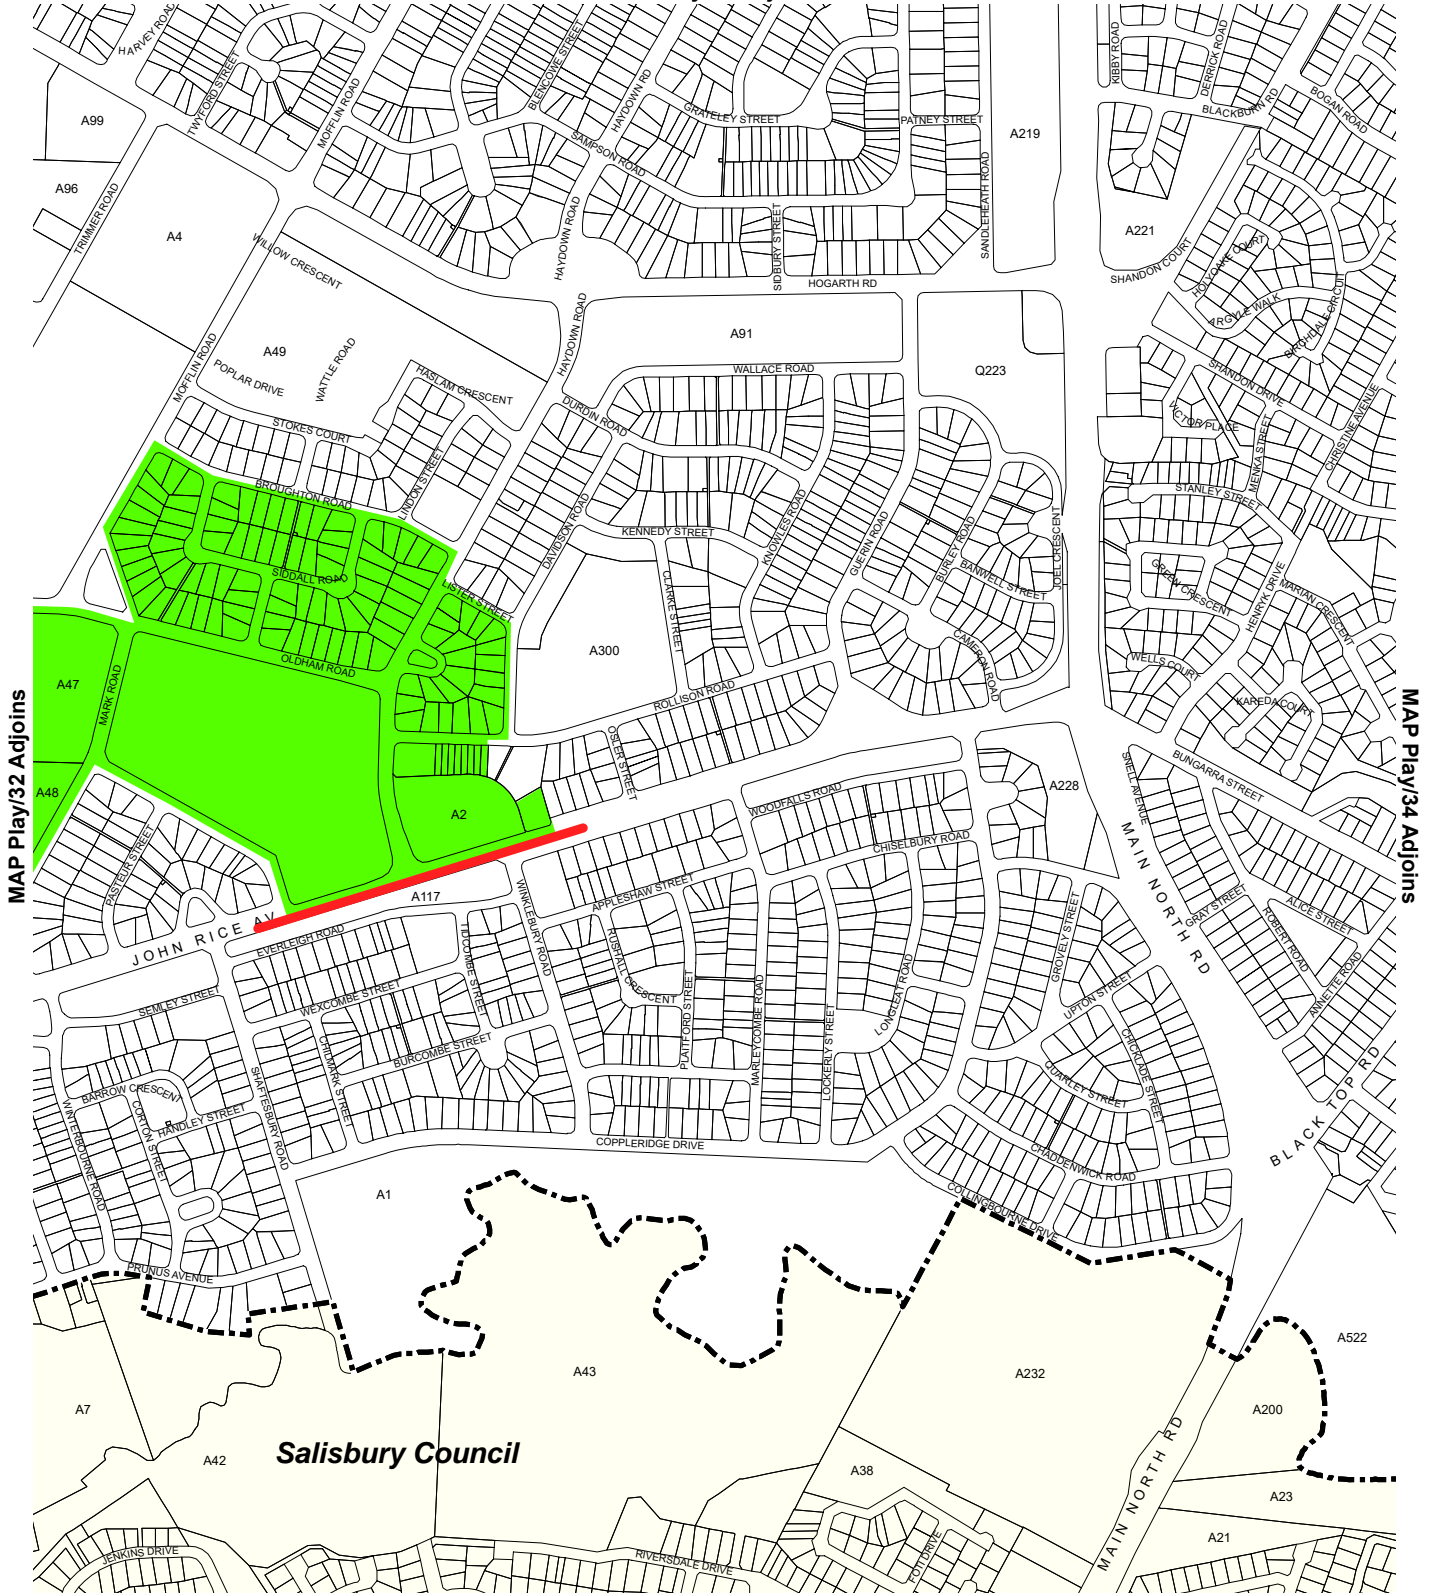 HARVEY ROAD
TWYFORD STREET
MOFFLIN ROAD
BLENCOWE STREET
HAYDOWN RD
GRATELEY STREET
SAMPSON ROAD
PATNEY STREET
A219
KIBBY ROAD
DERRICK ROAD
BLACKBURN RD
BOGAN ROAD
A99
A96
TRIMMER ROAD
A4
WILLOW CRESCENT
HAYDOWN ROAD
SIDBURY STREET
SANDLEHEATH ROAD
HOGARTH RD
A221
SHANDON COURT
HOLYOAKE COURT
ARGYLE WALK
BIRGHDALE CIRCUIT
A49
WATTLE ROAD
POPLAR DRIVE
MOFFLIN ROAD
HASLAM CRESCENT
HAYDOWN ROAD
A91
WALLACE ROAD
Q223
SHANDON DRIVE
VICTOR PLACE
MENKA STREET
CHRISTINE AVENUE
STOKES COURT
DURDIN ROAD
LINDON STREET
BROUGHTON ROAD
STANLEY STREET
DAVIDSON ROAD
KENNEDY STREET
KNOWLES ROAD
GUERIN ROAD
BURLEY ROAD
BANWELL STREET
JOEL CRESCENT
GREEN CRESCENT
HENRYK DRIVE
MARIAN CRESCENT
SIDDALL ROAD
LISTER STREET
CLARKE STREET
CAMERON ROAD
WELLS COURT
KAREDA COURT
OLDHAM ROAD
A300
ROLLISON ROAD
A47
MARK ROAD
MAP Play/32 Adjoins
MAP Play/34 Adjoins
OSLER STREET
BUNGARRA STREET
SNELL AVENUE
A48
A2
WOODFALLS ROAD
A228
CHISELBURY ROAD
MAIN NORTH RD
PASTEUR STREET
A117
WINKLEBURY ROAD
APPLESHAW STREET
GRAY STREET
ALICE STREET
ROBERT ROAD
ANNETTE ROAD
JOHN RICE AV
EVERLEIGH ROAD
TIDCOMBE STREET
RUSHALL CRESCENT
PLAITFORD STREET
MARLEYCOMBE ROAD
LOCKERLY STREET
LONGLEAT ROAD
GROVELY STREET
UPTON STREET
SEMLEY STREET
WEXCOMBE STREET
CHIDMARK STREET
BURCOMBE STREET
CHICKLADE STREET
QUARLEY STREET
BLACK TOP RD
BARROW CRESCENT
HANDLEY STREET
CORTON STREET
WINTERBOURNE ROAD
SHAFTESBURY ROAD
COPPLERIDGE DRIVE
CHADDENWICK ROAD
COLLINGBOURNE DRIVE
A1
PRUNUS AVENUE
A522
A43
A232
A7
A200
A42
Salisbury Council
A38
MAIN NORTH RD
A23
A21
JENKINS DRIVE
RIVERSDALE DRIVE